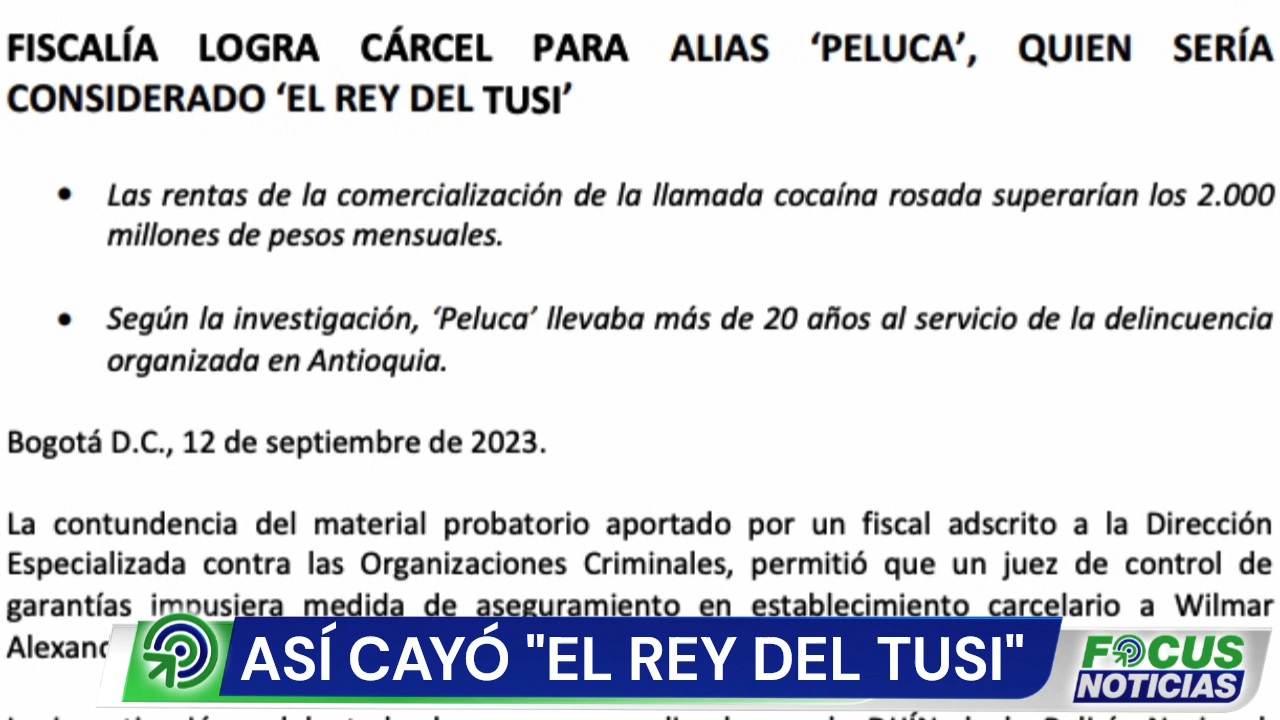 FISCALÍA LOGRA CÁRCEL PARA ALIAS ‘PELUCA’, QUIEN SERÍA
CONSIDERADO ‘EL REY DEL TUSI’
• Las rentas de la comercialización de la llamada cocaína rosada superarían los 2.000
millones de pesos mensuales.
• Según la investigación, ‘Peluca’ llevaba más de 20 años al servicio de la delincuencia
organizada en Antioquia.
Bogotá D.C., 12 de septiembre de 2023.
La contundencia del material probatorio aportado por un fiscal adscrito a la Dirección
Especializada contra las Organizaciones Criminales, permitió que un juez de control de
garantías impusiera medida de aseguramiento en establecimiento carcelario a Wilmar
ASÍ CAYÓ "EL REY DEL TUSI"
FOCUS
NOTICIAS